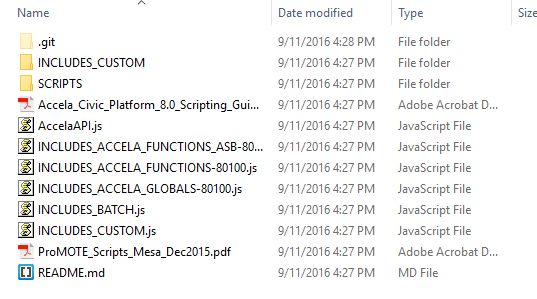 Name Date modified Type Size
.git 9/11/2016 4:28 PM File folder
INCLUDES_CUSTOM 9/11/2016 4:27 PM File folder
SCRIPTS 9/11/2016 4:27 PM File folder
Accela_Civic_Platform_8.0_Scripting_Gui... 9/11/2016 4:27 PM Adobe Acrobat D...
AccelaAPI.js 9/11/2016 4:27 PM JavaScript File
INCLUDES_ACCELA_FUNCTIONS_ASB-80... 9/11/2016 4:27 PM JavaScript File
INCLUDES_ACCELA_FUNCTIONS-80100.js 9/11/2016 4:27 PM JavaScript File
INCLUDES_ACCELA_GLOBALS-80100.js 9/11/2016 4:27 PM JavaScript File
INCLUDES_BATCH.js 9/11/2016 4:27 PM JavaScript File
INCLUDES_CUSTOM.js 9/11/2016 4:27 PM JavaScript File
ProMOTE_Scripts_Mesa_Dec2015.pdf 9/11/2016 4:27 PM Adobe Acrobat D...
README.md 9/11/2016 4:27 PM MD File